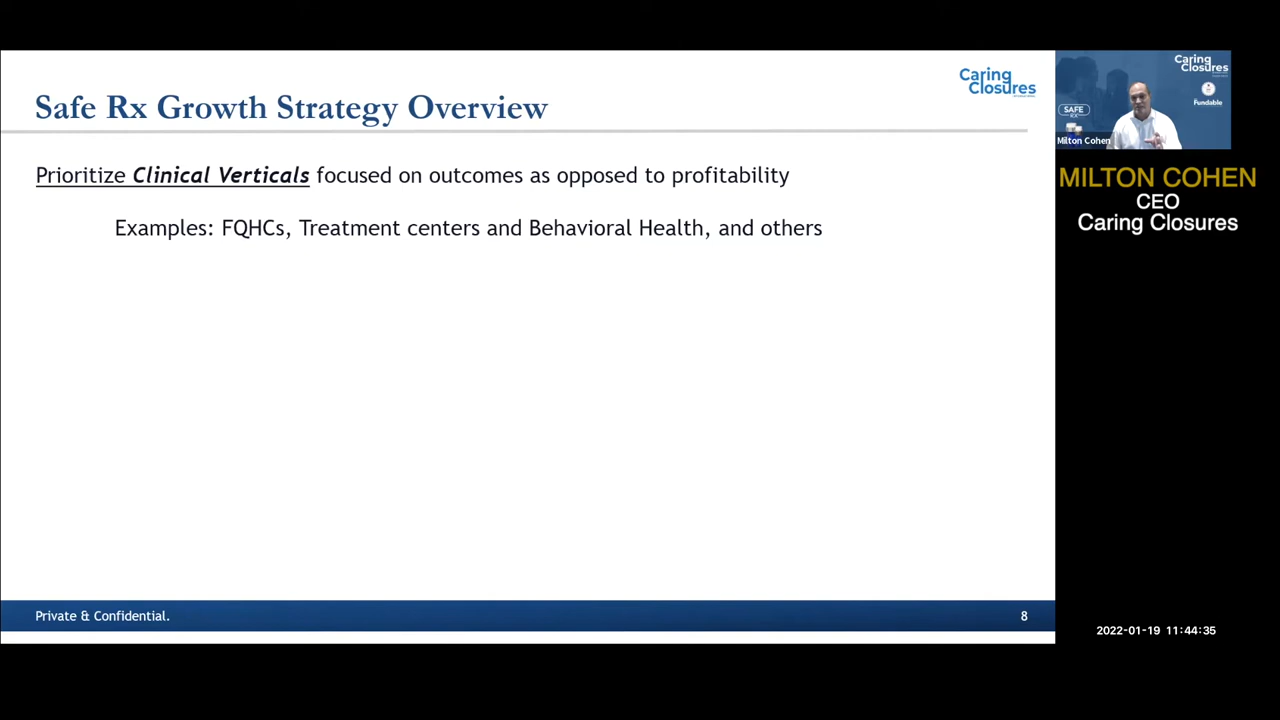 Safe Rx Growth Strategy Overview
Caring
Closures
Prioritize Clinical Verticals focused on outcomes as opposed to profitability
Examples: FQHCs, Treatment centers and Behavioral Health, and others
Private & Confidential.
8
Caring
Closures
Fundable
SAFE
RX
Milton Cohen
MILTON COHEN
CEO
Caring Closures
2022-01-19 11:44:35